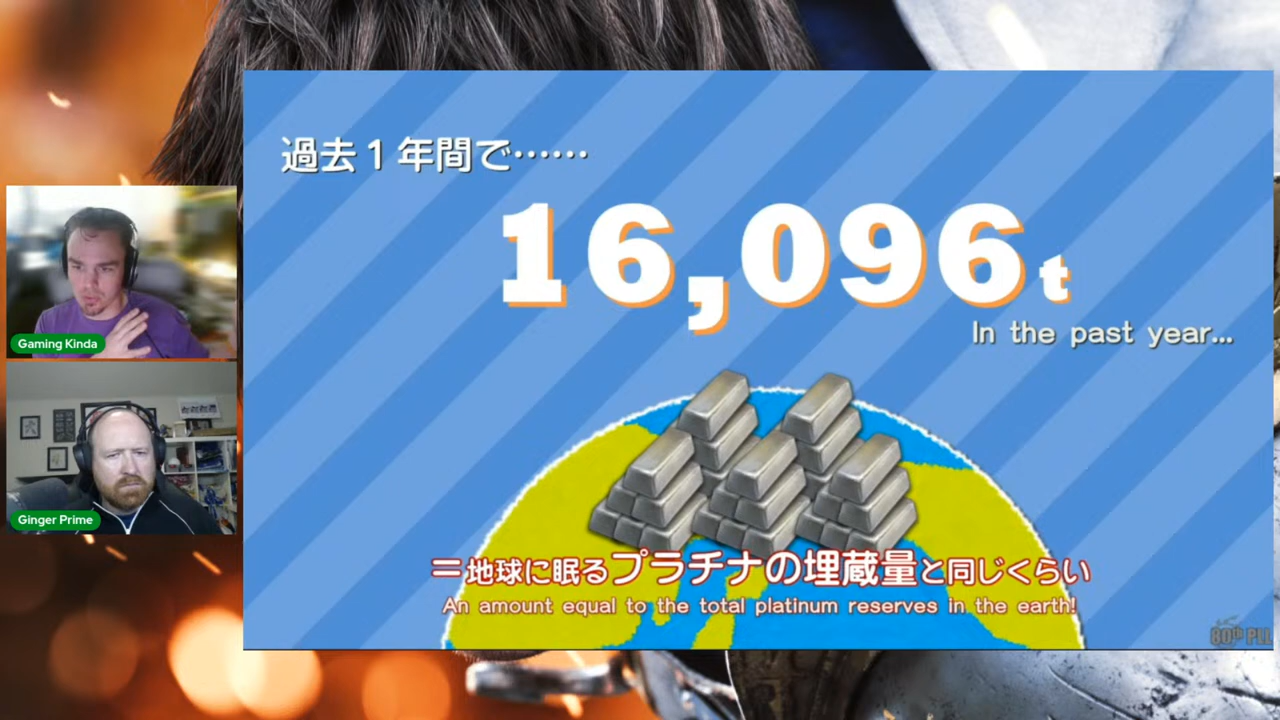 過去１年間で……
16,096t
In the past year...
＝地球に眠るプラチナの埋蔵量と同じくらい
An amount equal to the total platinum reserves in the earth!
80th PLL
Gaming Kinda
Ginger Prime